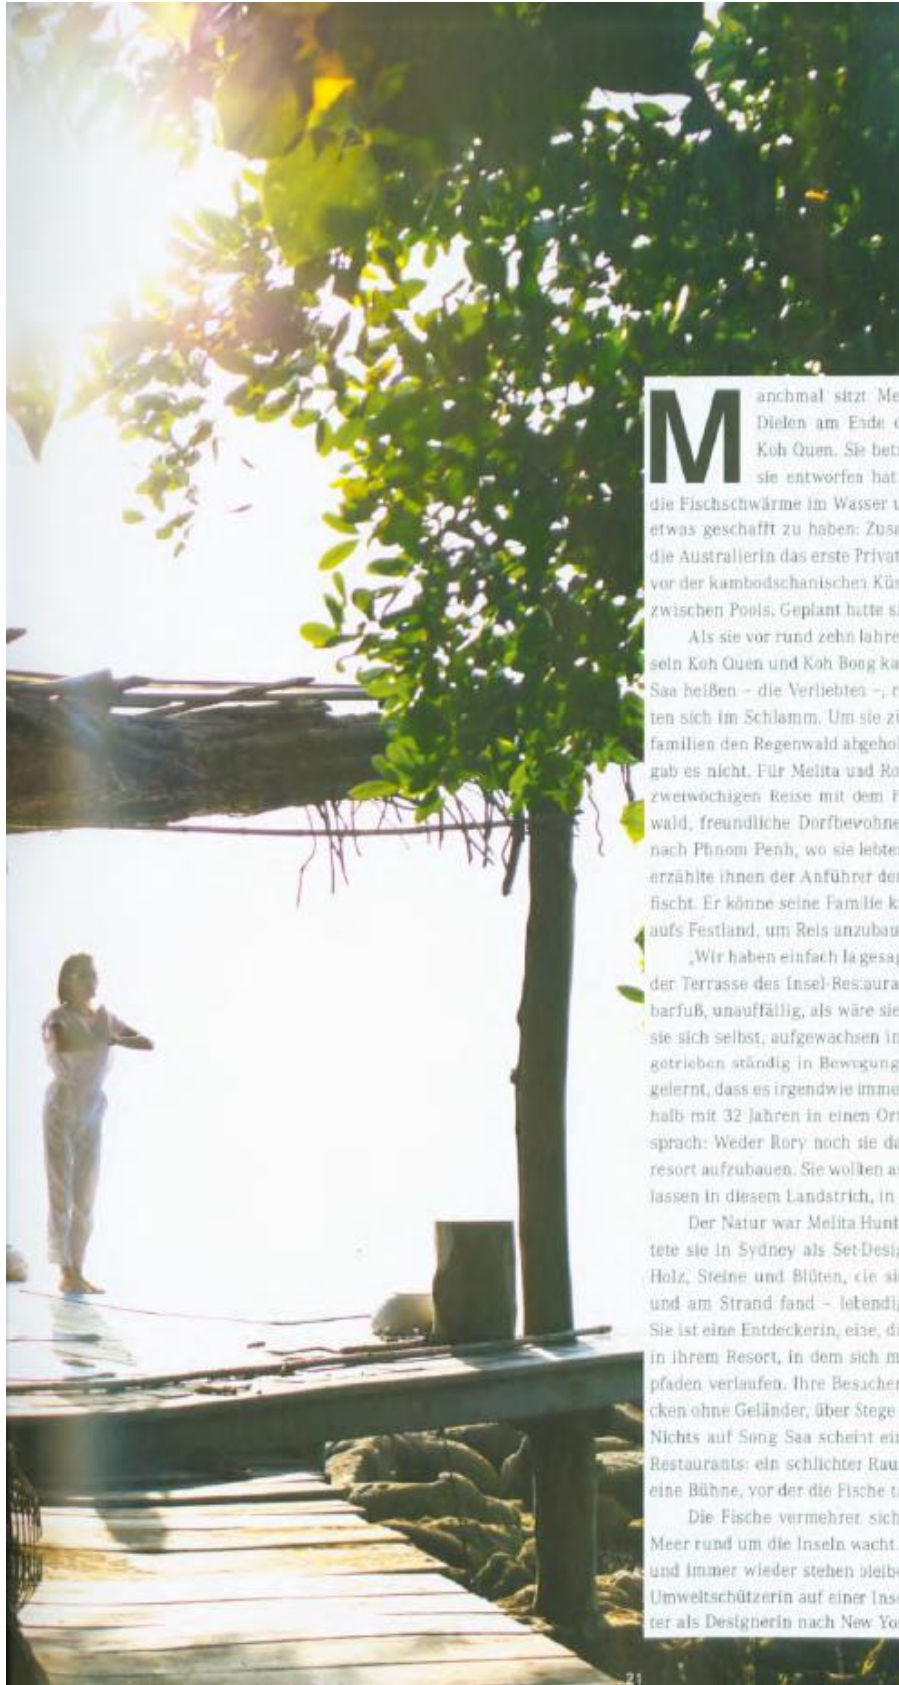 Manchmal sitzt Me
Dielen am Ende d
Koh Ouen. Sie betr
sie entworfen hat
die Fischschwärme im Wasser u
etwas geschafft zu haben: Zusa
die Australierin das erste Privat
vor der kambodschanischen Küs
zwischen Pools. Geplant hatte si
Als sie vor rund zehn Jahre
seln Koh Ouen und Koh Bong ka
Saa heißen – die Verliebten –, r
ten sich im Schlamm. Um sie zi
familien den Regenwald abgehol
gab es nicht. Für Melita und Ro
zweiwöchigen Reise mit dem F
wald, freundliche Dorfbewohne
nach Phnom Penh, wo sie lebte
erzählte ihnen der Anführer der
fischt. Er könne seine Familie k
aufs Festland, um Reis anzubau
„Wir haben einfach Ja gesag
der Terrasse des Insel-Restaura
barfuß, unauffällig, als wäre sie
sie sich selbst, aufgewachsen in
getrieben ständig in Bewegung
gelernt, dass es irgendwie imme
halb mit 32 Jahren in einen Ort
sprach: Weder Rory noch sie da
resort aufzubauen. Sie wollten a
lassen in diesem Landstrich, in
Der Natur war Melita Hunt
tete sie in Sydney als Set-Desig
Holz, Steine und Blüten, die sie
und am Strand fand – lebendig
Sie ist eine Entdeckerin, eine, di
in ihrem Resort, in dem sich m
pfaden verlaufen. Ihre Besucher
cken ohne Geländer, über Stege
Nichts auf Song Saa scheint ein
Restaurants: ein schlichter Rau
eine Bühne, vor der die Fische t
Die Fische vermehren sich
Meer rund um die Inseln wacht.
und immer wieder stehen bleibe
Umweltschützerin auf einer Inse
ter als Designerin nach New Yo
21